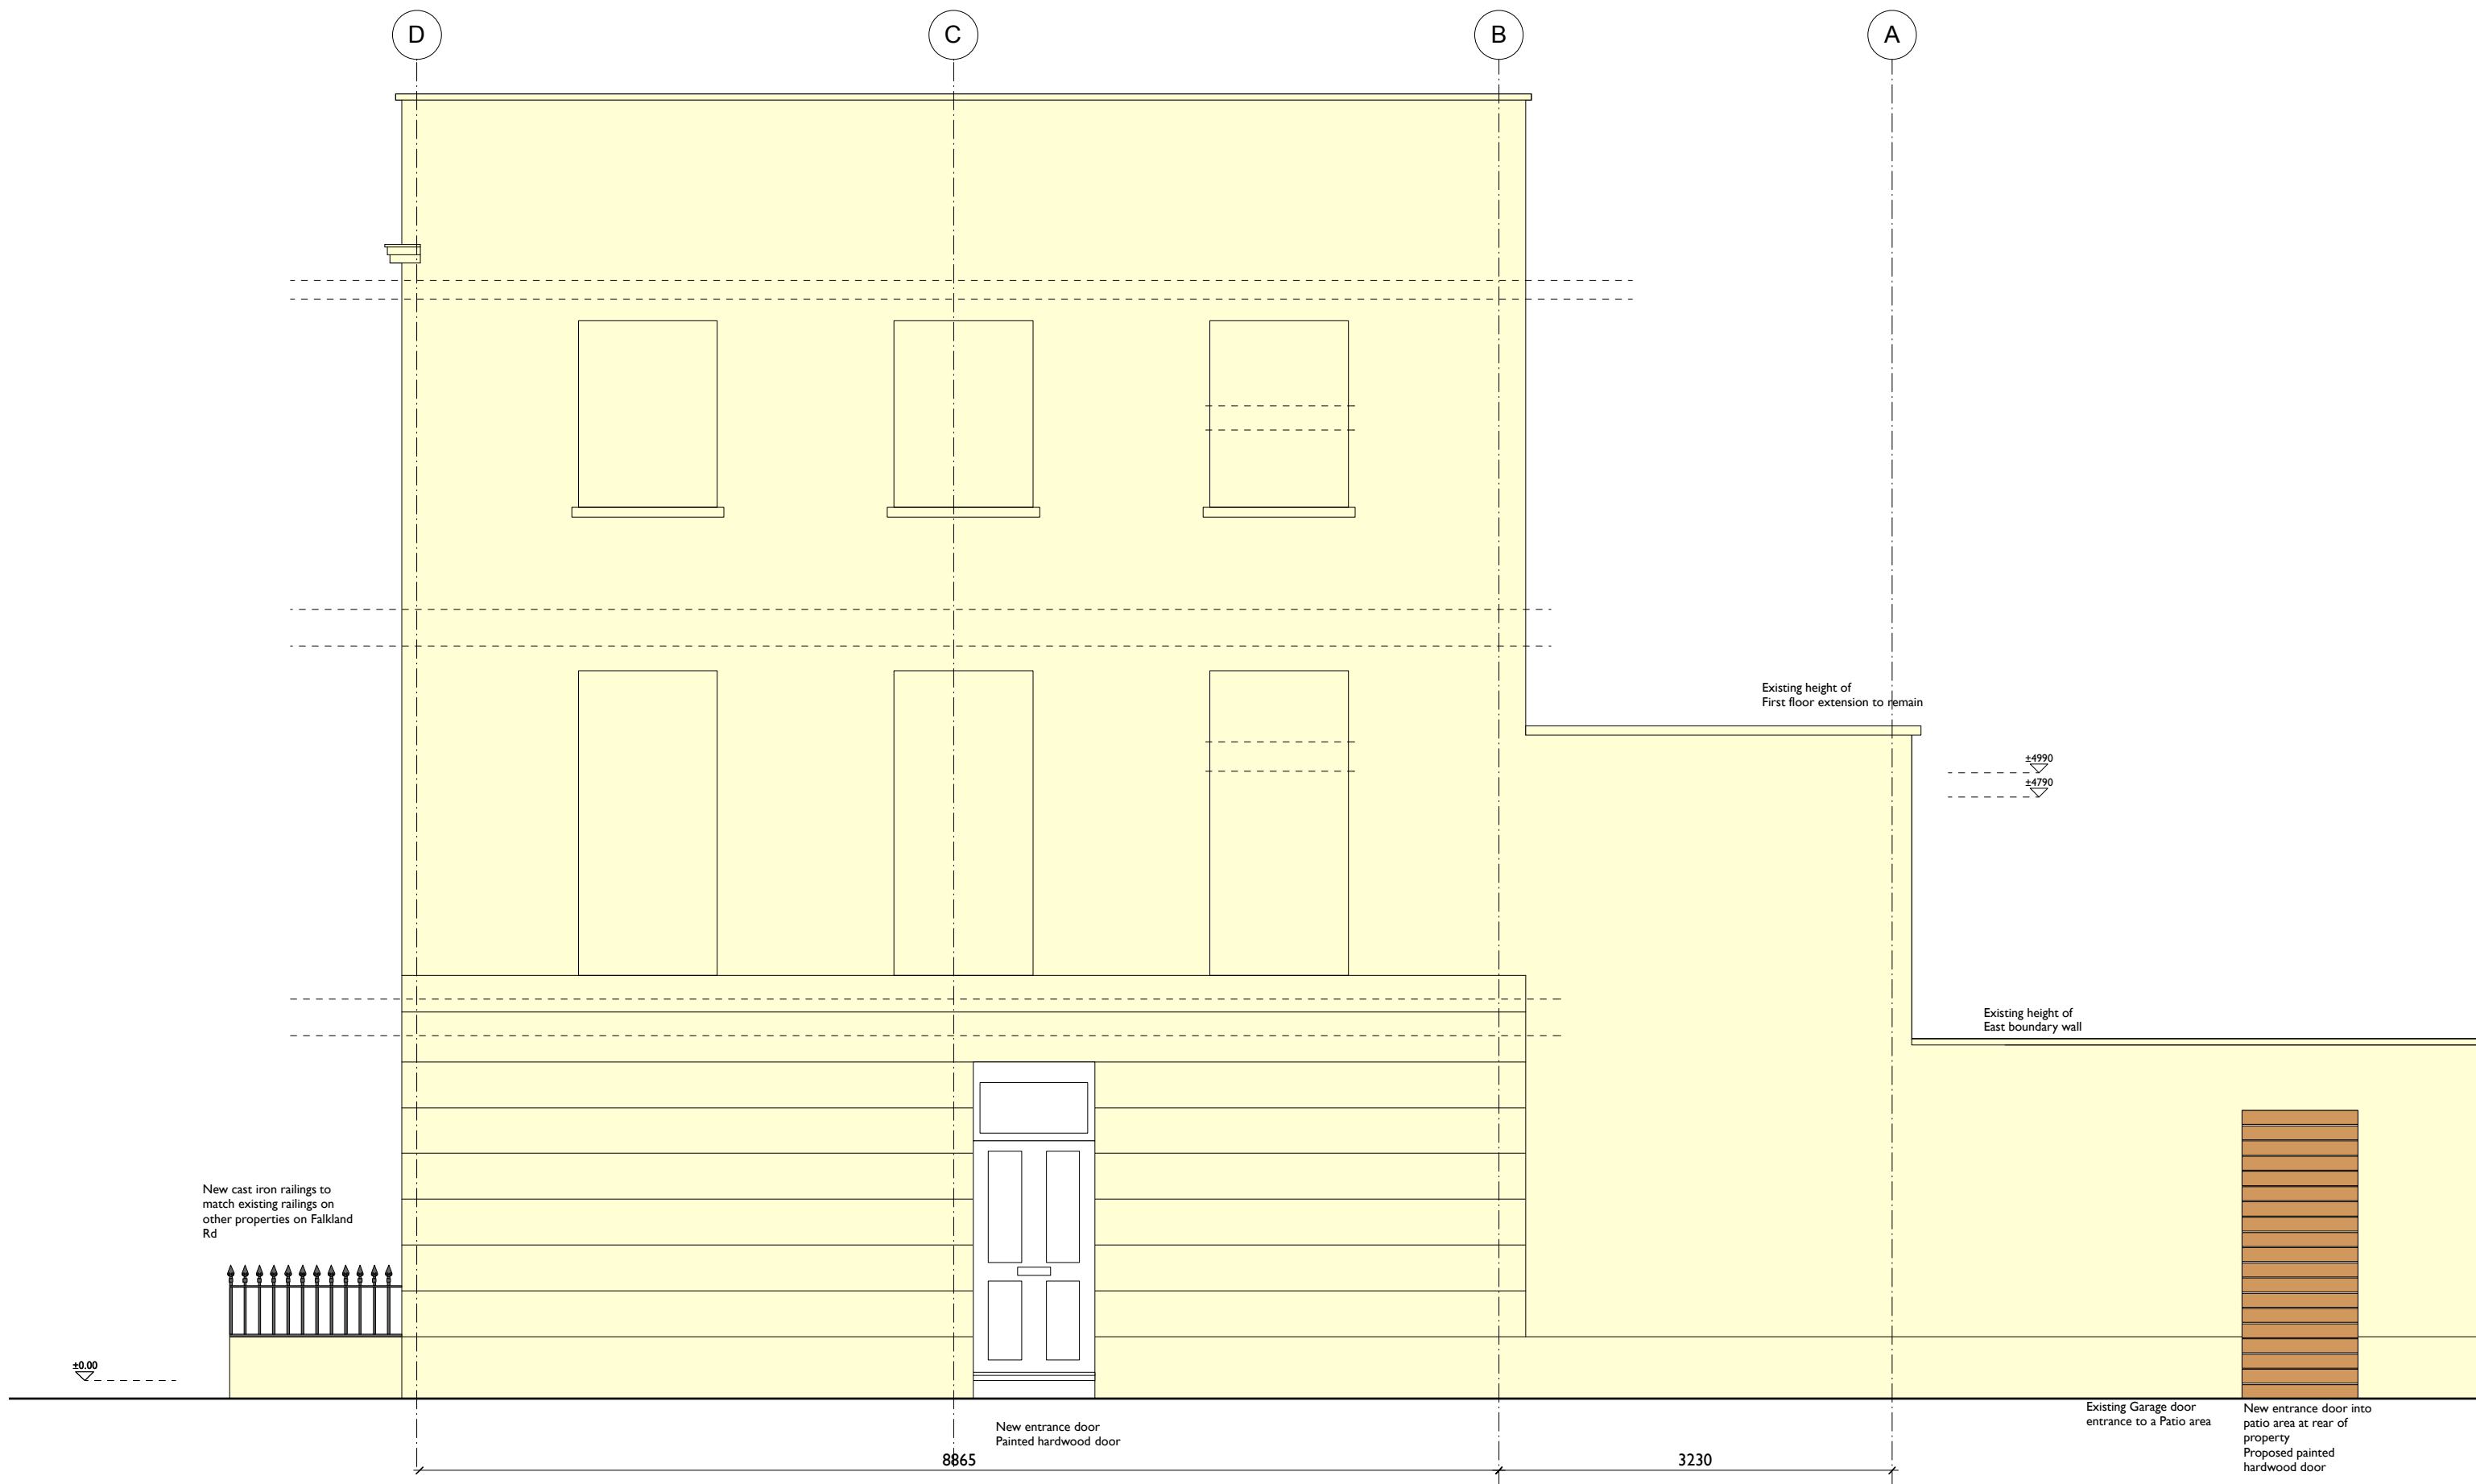 D
C
B
A
Existing height of
First floor extension to remain
±4990
±4790
Existing height of
East boundary wall
New cast iron railings to
match existing railings on
other properties on Falkland
Rd
±0.00
New entrance door
Painted hardwood door
Existing Garage door
entrance to a Patio area
New entrance door into
patio area at rear of
property
Proposed painted
hardwood door
8865
3230